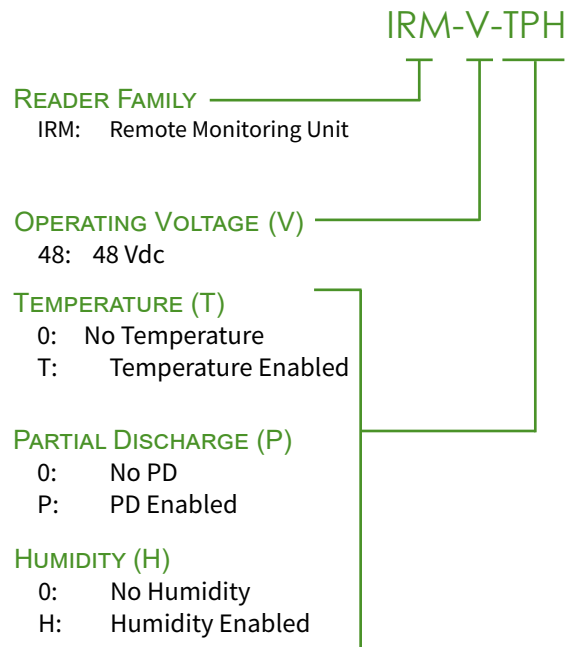 IRM-V-TPH
READER FAMILY
IRM: Remote Monitoring Unit
OPERATING VOLTAGE (V)
48: 48 Vdc
TEMPERATURE (T)
0: No Temperature
T: Temperature Enabled
PARTIAL DISCHARGE (P)
0: No PD
P: PD Enabled
HUMIDITY (H)
0: No Humidity
H: Humidity Enabled